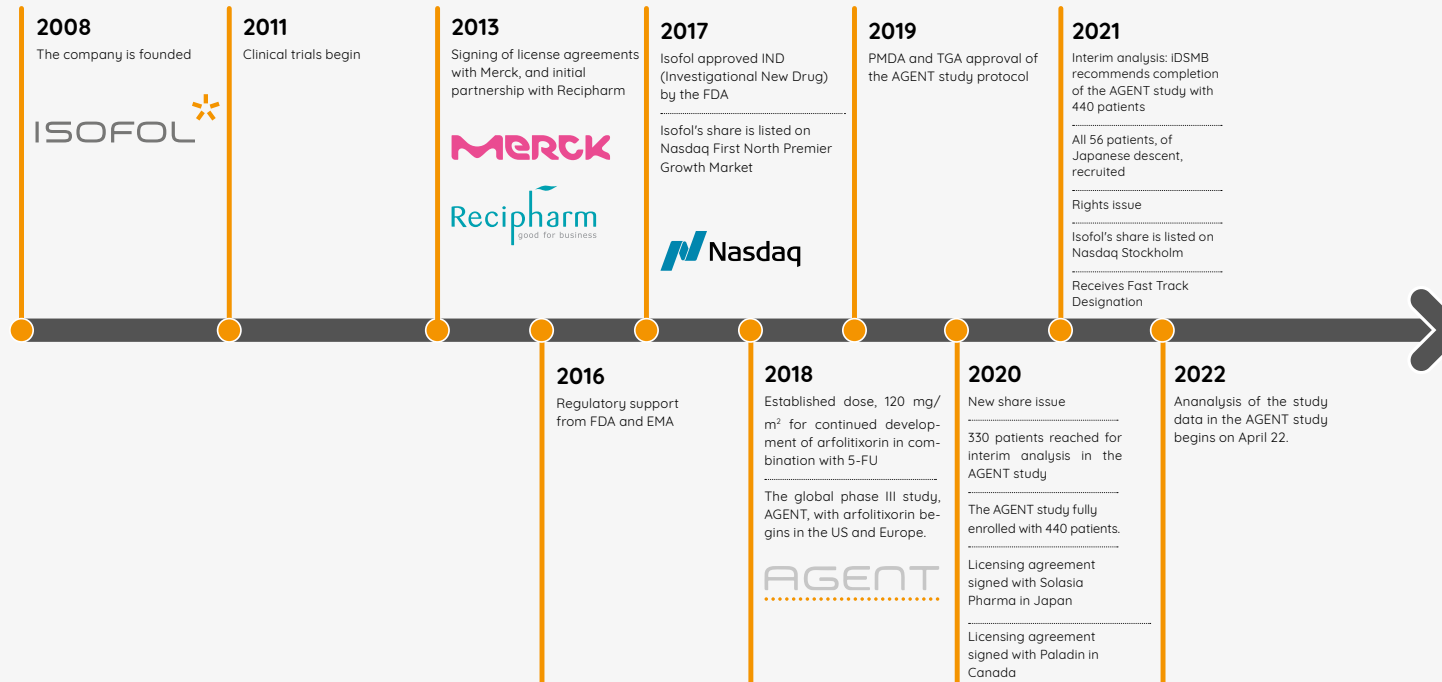 2008
The company is founded
ISOFOL
2011
Clinical trials begin
2013
Signing of license agreements
with Merck, and initial
partnership with Recipharm
MERCK
Recipharm
good for business
2017
Isofol approved IND
(Investigational New Drug)
by the FDA
Isofol's share is listed on
Nasdaq First North Premier
Growth Market
Nasdaq
2019
PMDA and TGA approval of
the AGENT study protocol
2021
Interim analysis: iDSMB
recommends completion
of the AGENT study with
440 patients
All 56 patients, of
Japanese descent,
recruited
Rights issue
Isofol's share is listed on
Nasdaq Stockholm
Receives Fast Track
Designation
2016
Regulatory support
from FDA and EMA
2018
Established dose, 120 mg/
m² for continued develop-
ment of arfolitixorin in com-
bination with 5-FU
The global phase III study,
AGENT, with arfolitixorin be-
gins in the US and Europe.
AGENT
2020
New share issue
330 patients reached for
interim analysis in the
AGENT study
The AGENT study fully
enrolled with 440 patients.
Licensing agreement
signed with Solasia
Pharma in Japan
Licensing agreement
signed with Paladin in
Canada
2022
Ananalysis of the study
data in the AGENT study
begins on April 22.